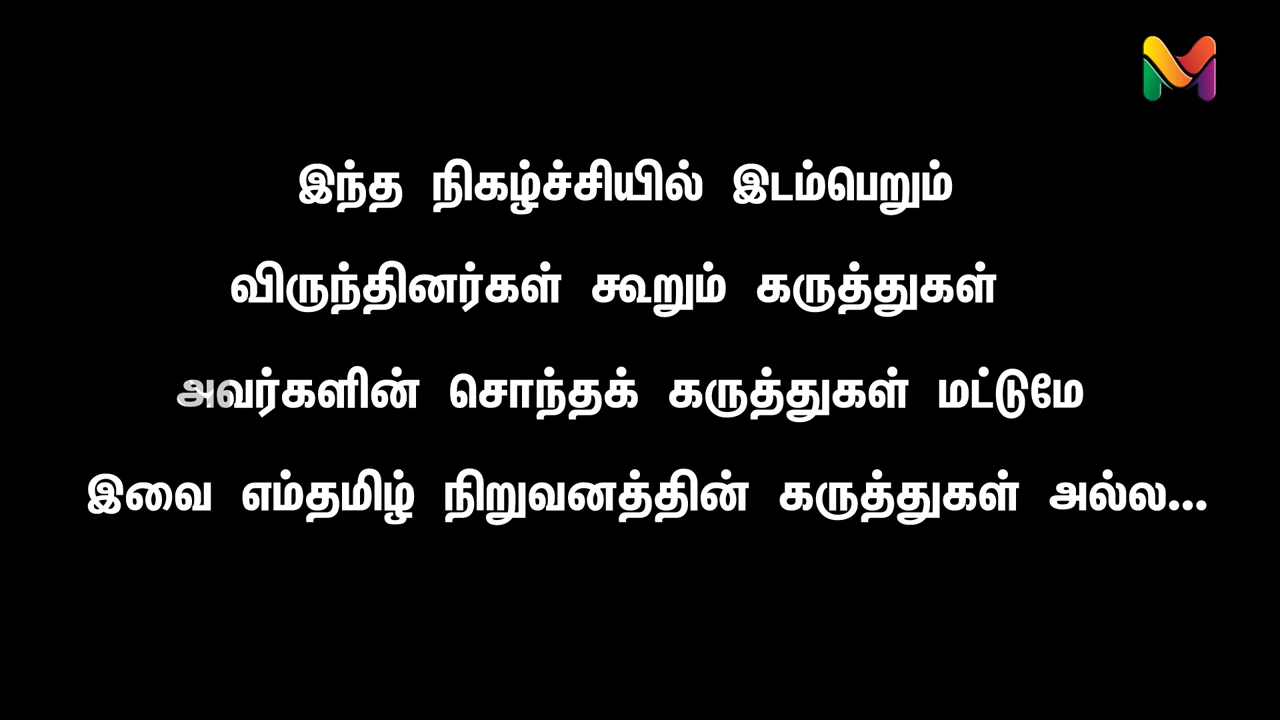 இந்த நிகழ்ச்சியில் இடம்பெறும்
விருந்தினர்கள் கூறும் கருத்துகள்
அவர்களின் சொந்தக் கருத்துகள் மட்டுமே
இவை எம்தமிழ் நிறுவனத்தின் கருத்துகள் அல்ல...